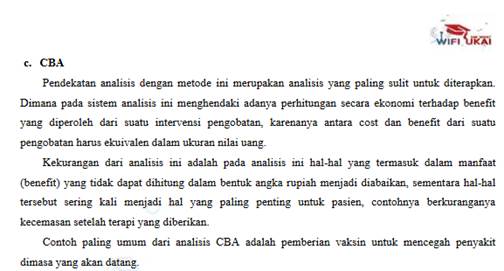 WIFI UKAI
c. CBA
Pendekatan analisis dengan metode ini merupakan analisis yang paling sulit untuk diterapkan.
Dimana pada sistem analisis ini menghendaki adanya perhitungan secara ekonomi terhadap benefit
yang diperoleh dari suatu intervensi pengobatan, karenanya antara cost dan benefit dari suatu
pengobatan harus ekuivalen dalam ukuran nilai uang.
Kekurangan dari analisis ini adalah pada analisis ini hal-hal yang termasuk dalam manfaat
(benefit) yang tidak dapat dihitung dalam bentuk angka rupiah menjadi diabaikan, sementara hal-hal
tersebut sering kali menjadi hal yang paling penting untuk pasien, contohnya berkuranganya
kecemasan setelah terapi yang diberikan.
Contoh paling umum dari analisis CBA adalah pemberian vaksin untuk mencegah penyakit
dimasa yang akan datang.